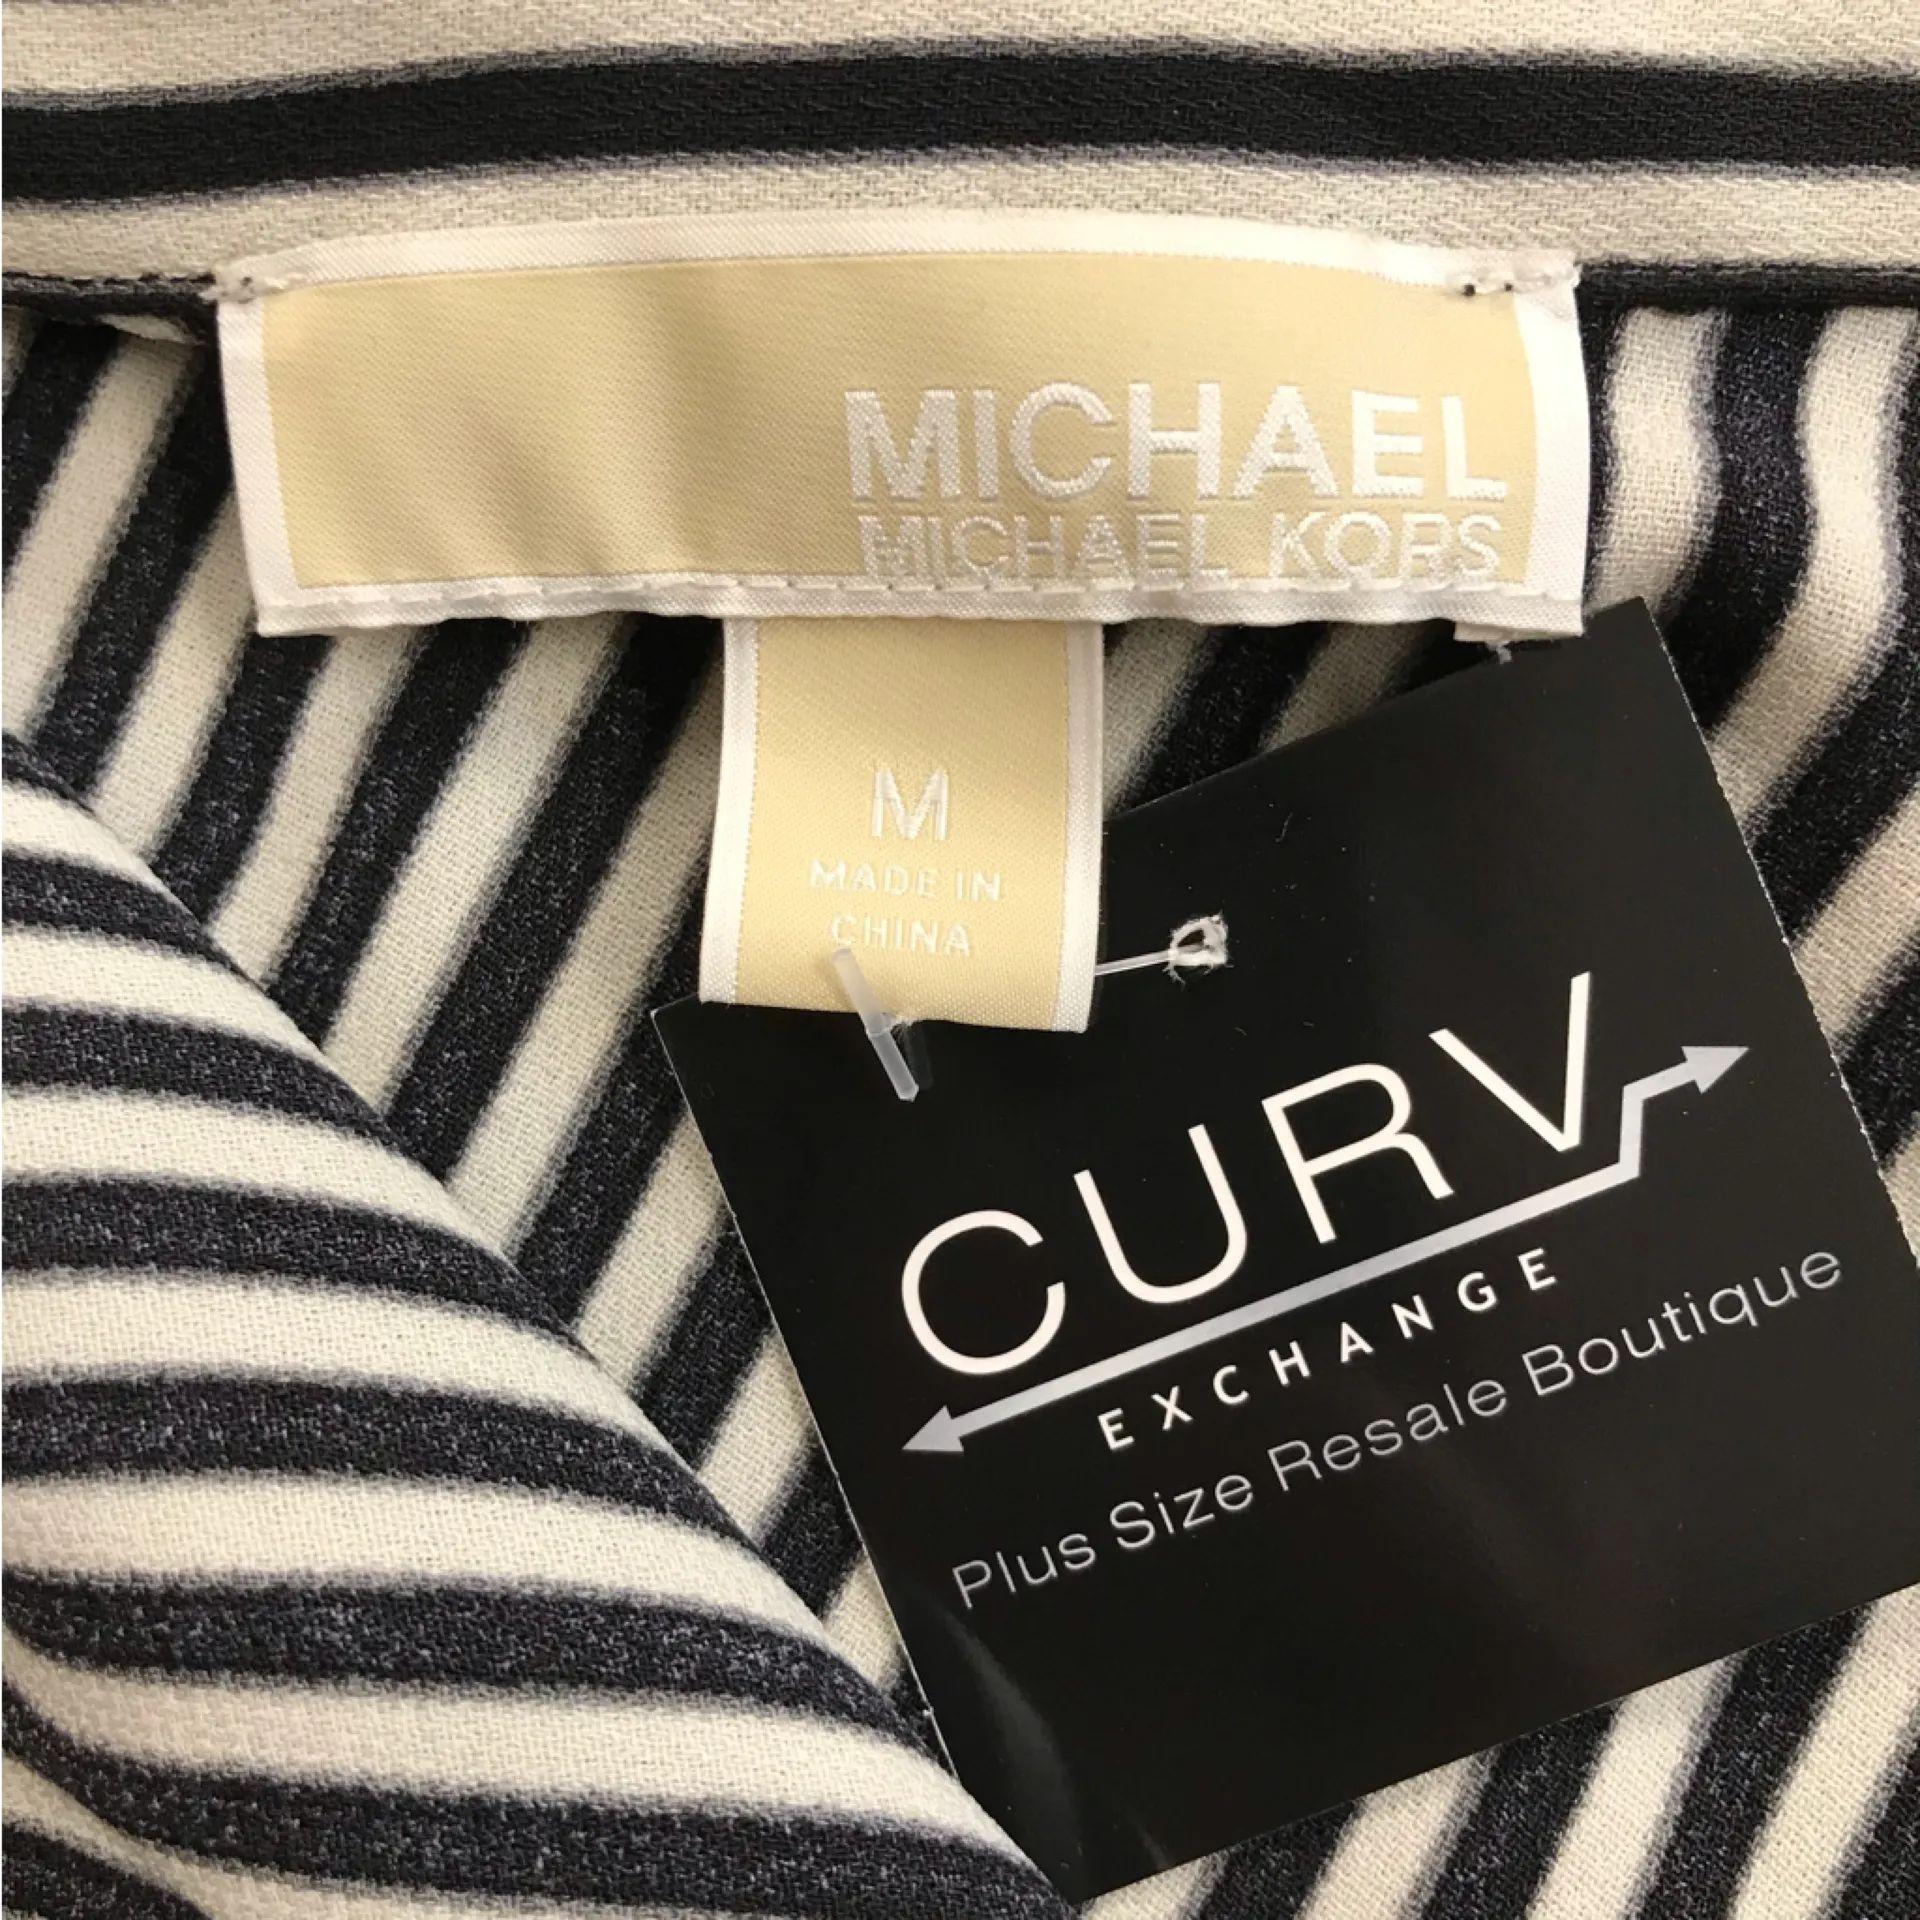 MICHAEL
MICHAEL KORS
M
MADE IN
CHINA
CURV
EXCHANGE
Plus Size Resale Boutique